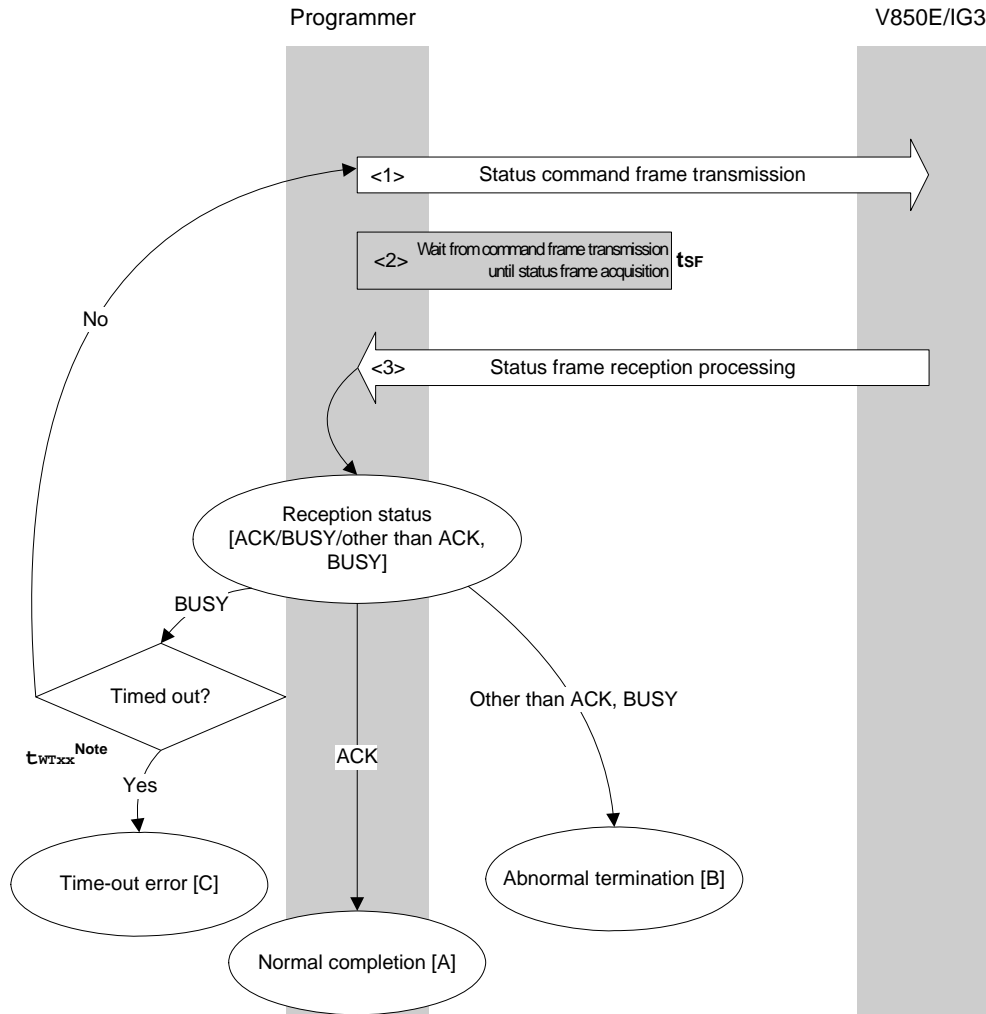 Programmer
V850E/IG3
<1> Status command frame transmission
<2> Wait from command frame transmission
until status frame acquisition
tSF
No
<3> Status frame reception processing
Reception status
[ACK/BUSY/other than ACK,
BUSY]
BUSY
Timed out?
Other than ACK, BUSY
tWTxx Note
ACK
Yes
Time-out error [C]
Abnormal termination [B]
Normal completion [A]